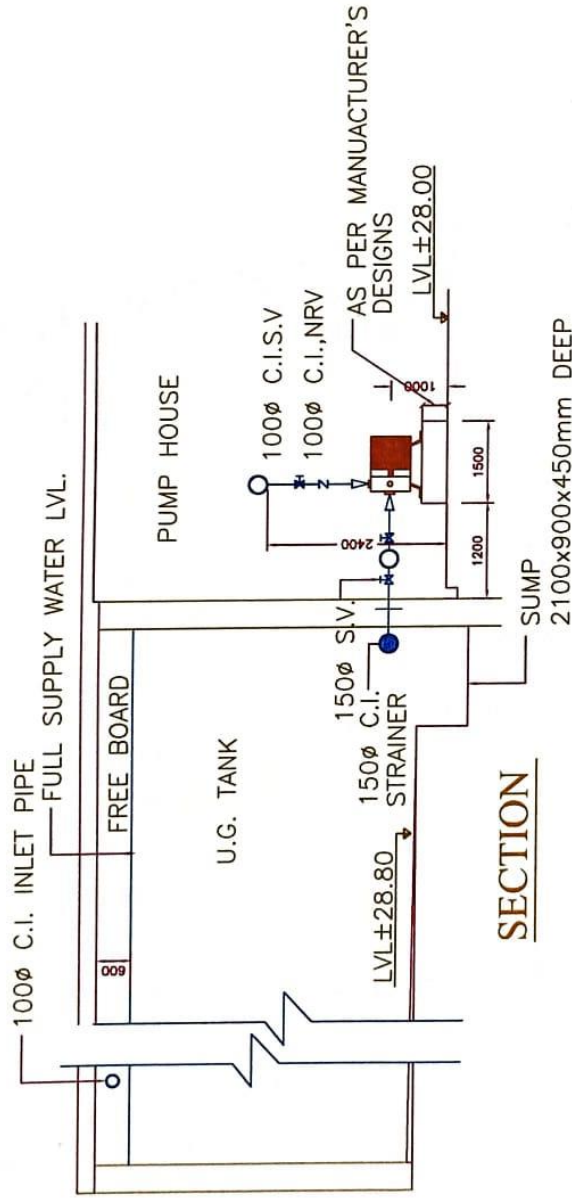 100ø C.I. INLET PIPE
FULL SUPPLY WATER LVL.
FREE BOARD
600
U.G. TANK
PUMP HOUSE
100ø C.I.S.V
100ø C.I.,NRV
2400
S.V.
150ø
150ø C.I.
STRAINER
AS PER MANUACTURER'S
DESIGNS
1000
LVL±28.00
1500
1200
LVL±28.80
SUMP
2100x900x450mm DEEP
SECTION